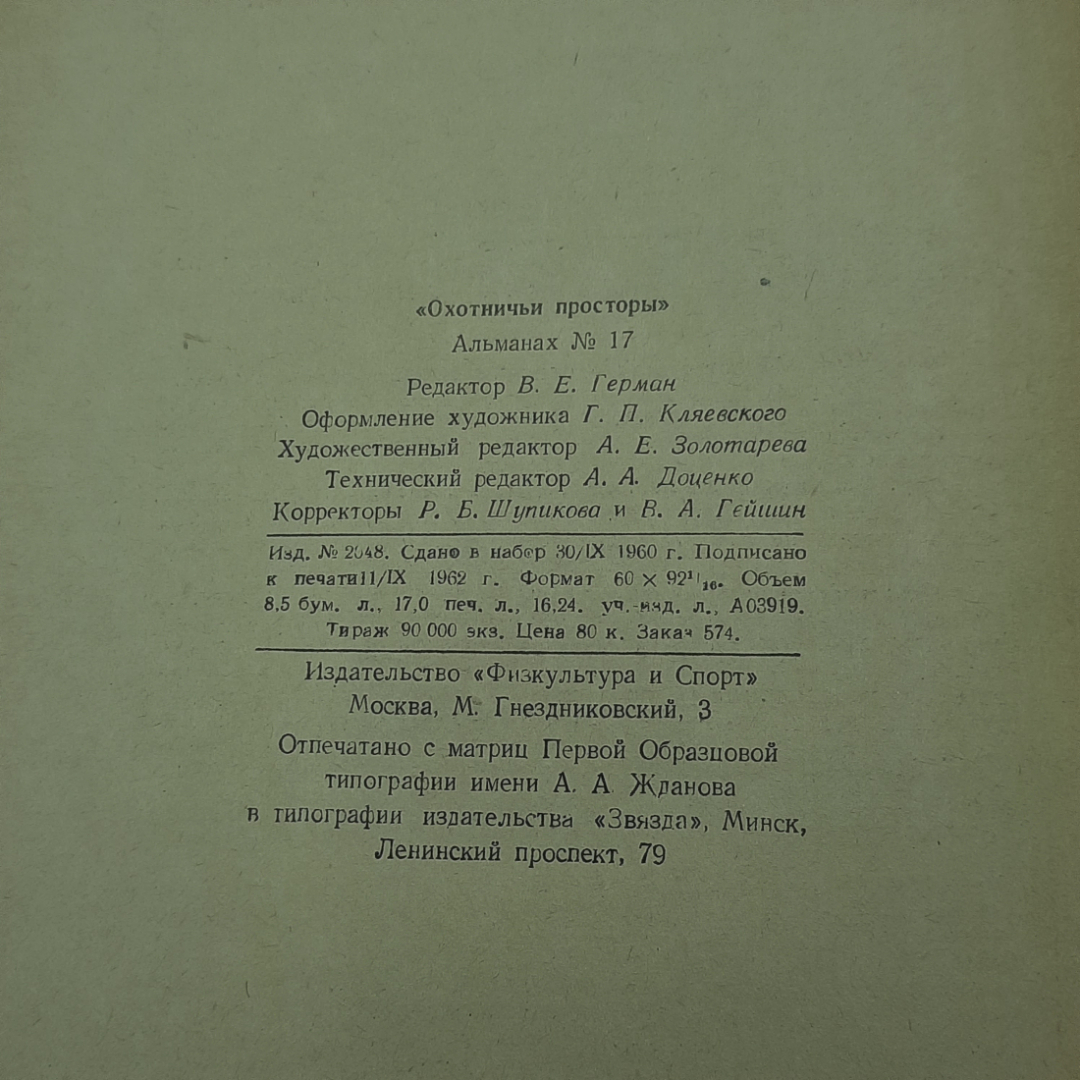 «Охотничьи просторы»
Альманах № 17
Редактор В. Е. Герман
Оформление художника Г. П. Кляевского
Художественный редактор А. Е. Золотарева
Технический редактор А. А. Доценко
Корректоры Р. Б. Шупикова и В. А. Гейшин
Изд. № 2048. Сдано в набор 30/IX 1960 г. Подписано
к печати 11/IX 1962 г. Формат 60 × 92¹/₁₆. Объем
8,5 бум. л., 17,0 печ. л., 16,24. уч.-изд. л., А03919.
Тираж 90 000 экз. Цена 80 к. Заказ 574.
Издательство «Физкультура и Спорт»
Москва, М. Гнездниковский, 3
Отпечатано с матриц Первой Образцовой
типографии имени А. А. Жданова
в типографии издательства «Звязда», Минск,
Ленинский проспект, 79